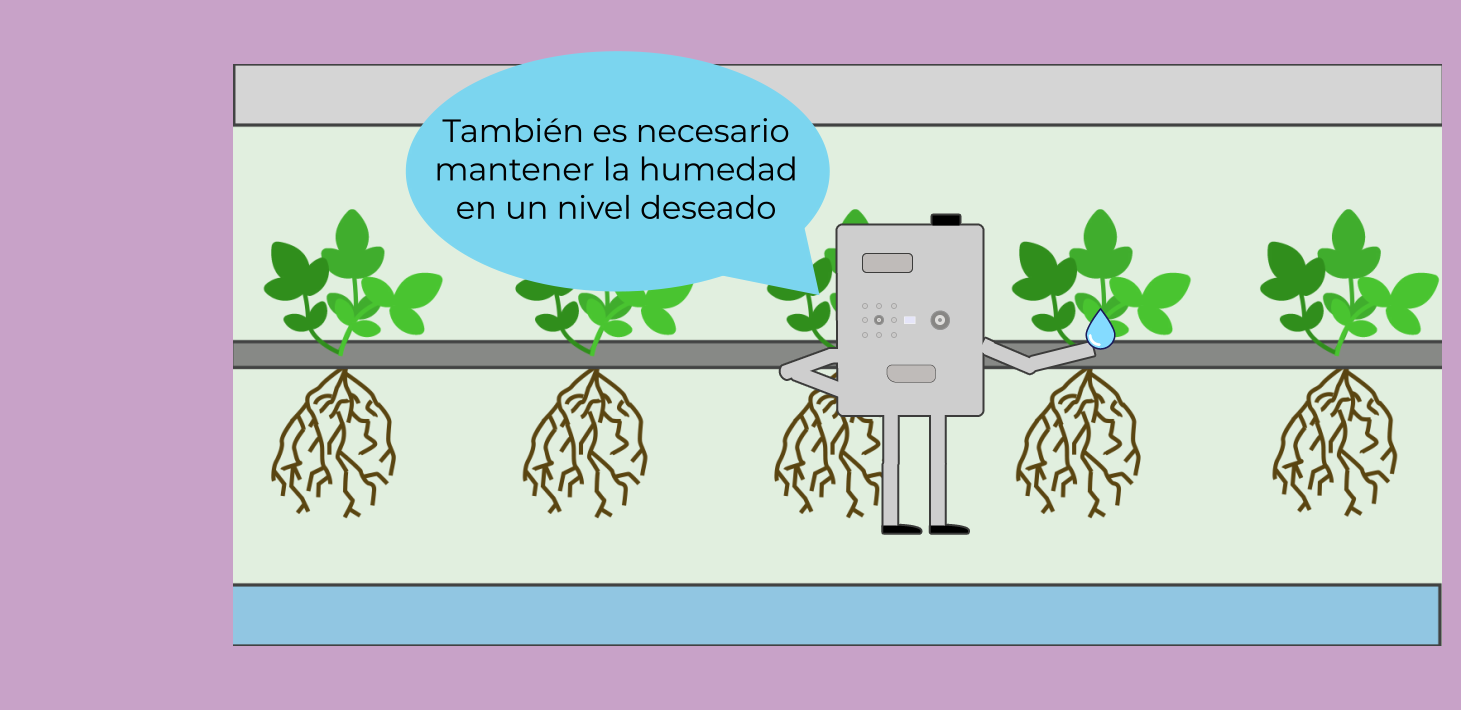 También es necesario
mantener la humedad
en un nivel deseado